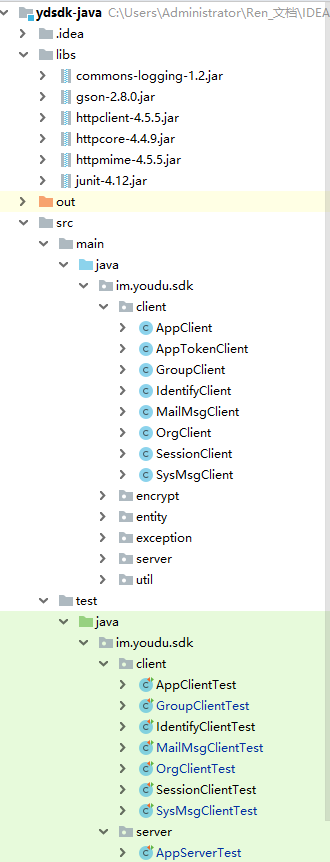 ydsdk-java C:\Users\Administrator\Ren_文档\IDEA
.idea
libs
commons-logging-1.2.jar
gson-2.8.0.jar
httpclient-4.5.5.jar
httpcore-4.4.9.jar
httpmime-4.5.5.jar
junit-4.12.jar
out
src
main
java
im.youdu.sdk
client
AppClient
AppTokenClient
GroupClient
IdentifyClient
MailMsgClient
OrgClient
SessionClient
SysMsgClient
encrypt
entity
exception
server
util
test
java
im.youdu.sdk
client
AppClientTest
GroupClientTest
IdentifyClientTest
MailMsgClientTest
OrgClientTest
SessionClientTest
SysMsgClientTest
server
AppServerTest